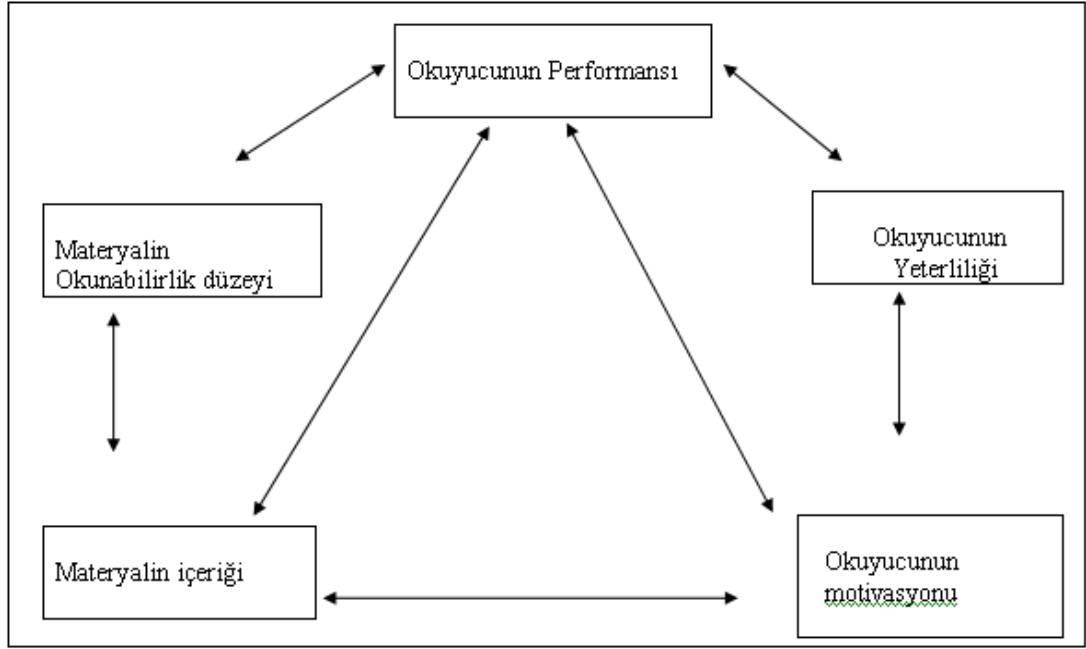 Okuyucunun Performansı
Materyalin
Okunabilirlik düzeyi
Okuyucunun
Yeterliliği
Materyalin içeriği
Okuyucunun
motivasyonu